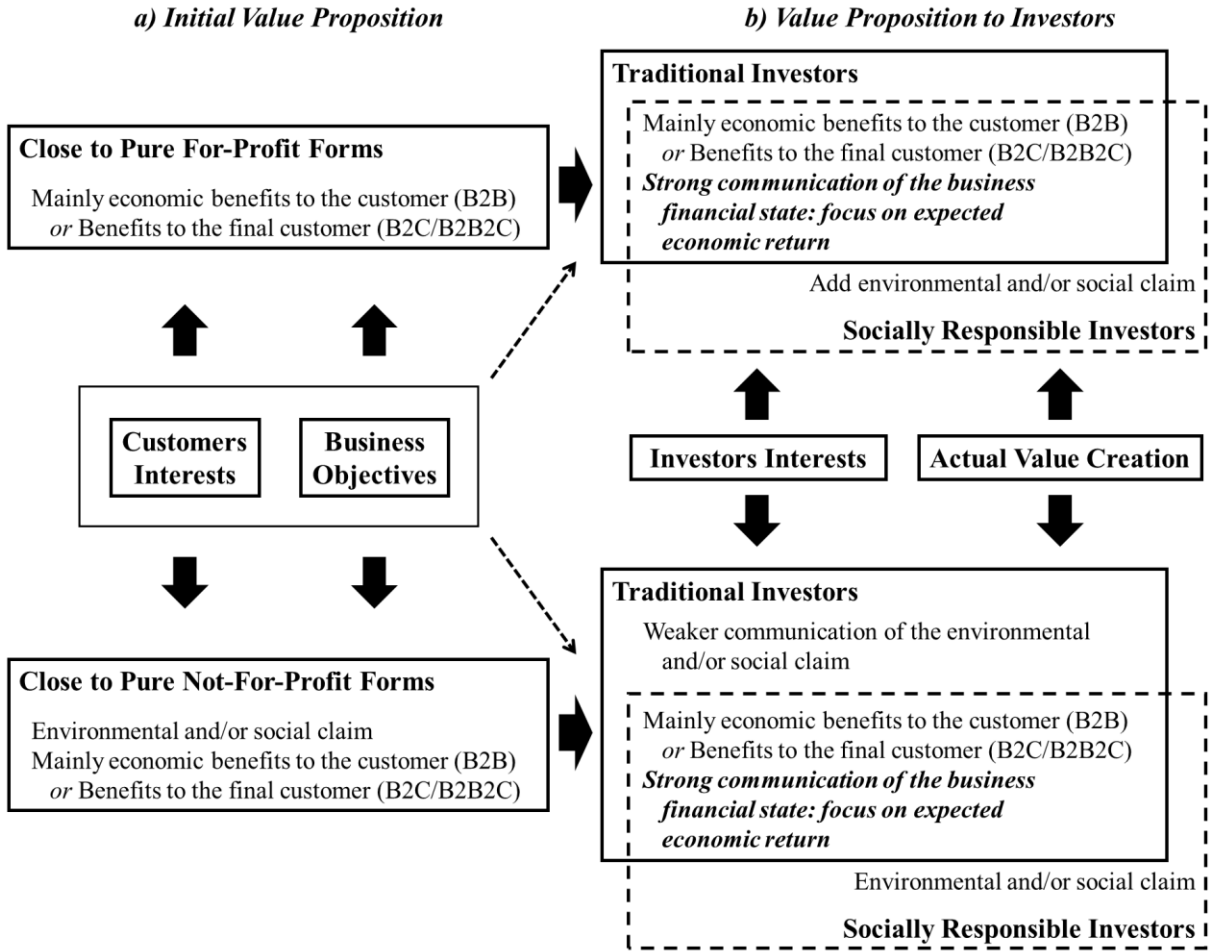 a) Initial Value Proposition
b) Value Proposition to Investors
Close to Pure For-Profit Forms
Mainly economic benefits to the customer (B2B)
or Benefits to the final customer (B2C/B2B2C)
Traditional Investors
Mainly economic benefits to the customer (B2B)
or Benefits to the final customer (B2C/B2B2C)
Strong communication of the business
financial state: focus on expected
economic return
Add environmental and/or social claim
Socially Responsible Investors
Customers
Interests
Business
Objectives
Investors Interests
Actual Value Creation
Close to Pure Not-For-Profit Forms
Environmental and/or social claim
Mainly economic benefits to the customer (B2B)
or Benefits to the final customer (B2C/B2B2C)
Traditional Investors
Weaker communication of the environmental
and/or social claim
Mainly economic benefits to the customer (B2B)
or Benefits to the final customer (B2C/B2B2C)
Strong communication of the business
financial state: focus on expected
economic return
Environmental and/or social claim
Socially Responsible Investors